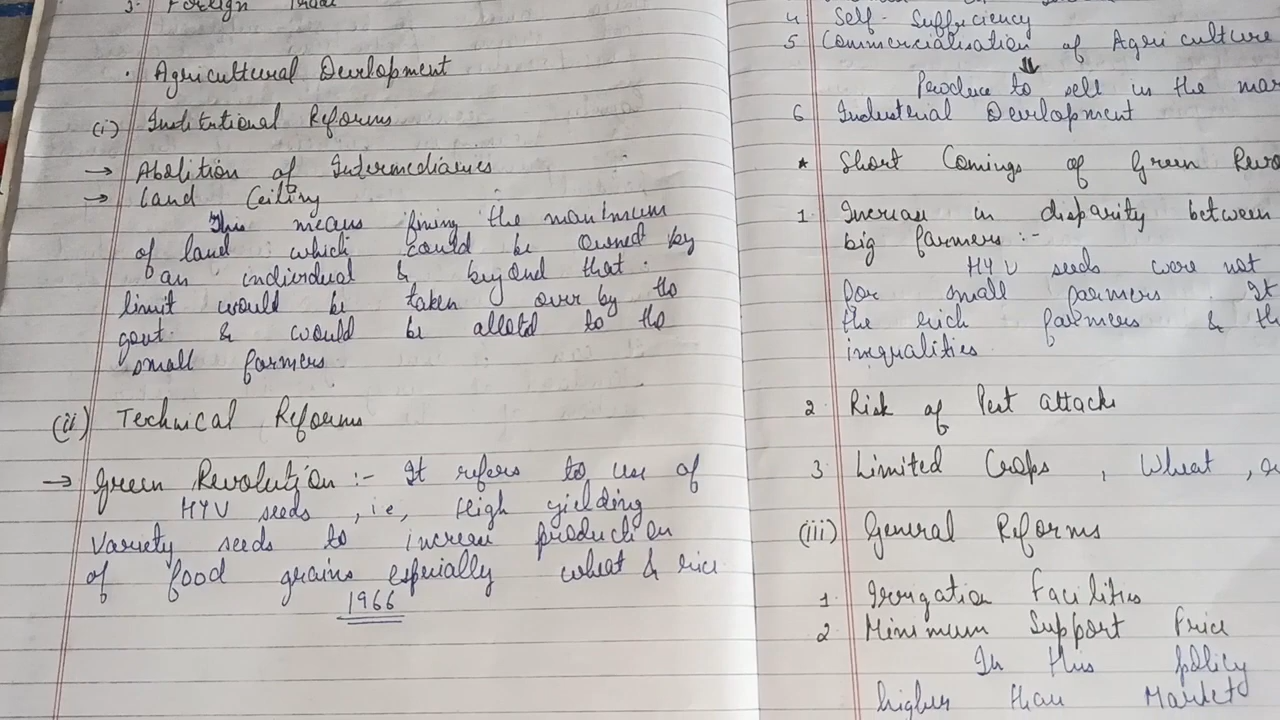 3. Foreign Trade
. Agricultural Development
(i) Institutional Reforms
→ Abolition of Intermediaries
→ Land Ceiling
This means fixing the maximum
of land which could be owned by
an individual & beyond that
limit would be taken over by the
govt. & would be alloted to the
small farmers
(ii) Technical Reforms
→ Green Revolution :- It refers to use of
HYV seeds , i.e, High yielding
Variety seeds to increase production
of food grains especially wheat & rice
1966
4 Self- Sufficiency
5 Commercialisation of Agriculture
Produce to sell in the
6 Industrial Development
* Short Comings of Green
1. Increase in disparity between
big farmers :-
HYV seeds were not
for small farmers It
the rich farmers &
inequalities
2 Risk of Pest attack
3 Limited Crops , Wheat ,
(iii) General Reforms
1 Irrigation Facilities
2 Minimum Support Price
In this policy
higher than Market